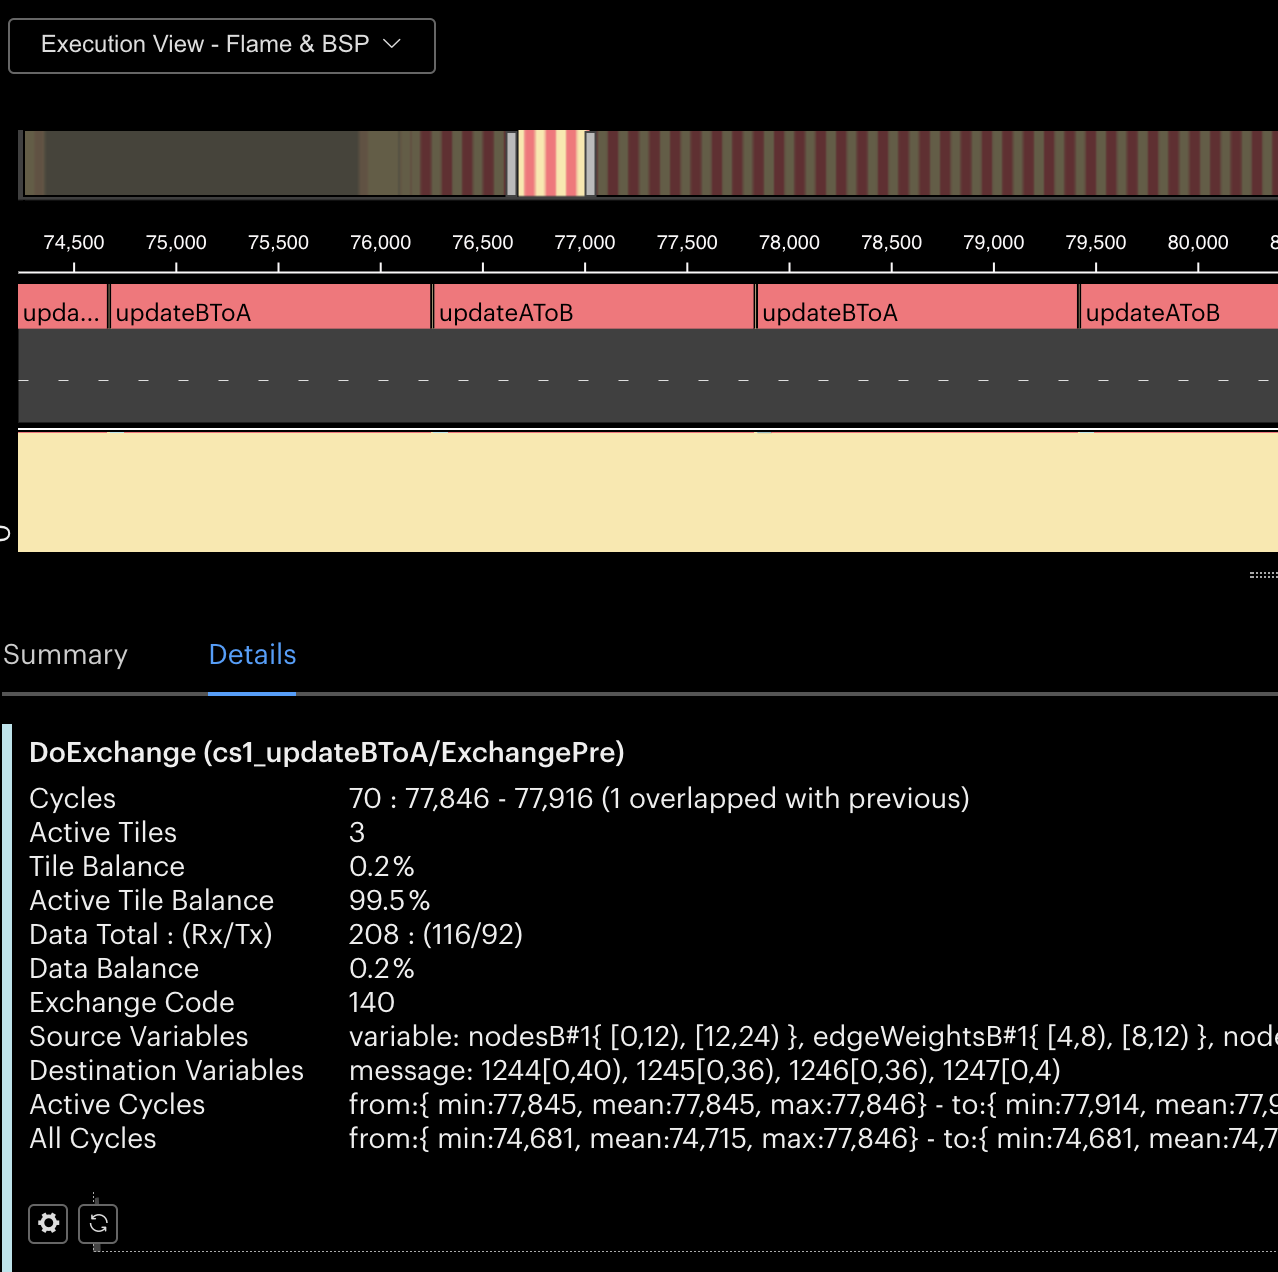 Execution View - Flame & BSP
74,500 75,000 75,500 76,000 76,500 77,000 77,500 78,000 78,500 79,000 79,500 80,000 8
upda... updateBToA updateAToB updateBToA updateAToB
Summary Details
DoExchange (cs1_updateBToA/ExchangePre)
Cycles 70 : 77,846 - 77,916 (1 overlapped with previous)
Active Tiles 3
Tile Balance 0.2%
Active Tile Balance 99.5%
Data Total : (Rx/Tx) 208 : (116/92)
Data Balance 0.2%
Exchange Code 140
Source Variables variable: nodesB#1{ [0,12), [12,24) }, edgeWeightsB#1{ [4,8), [8,12) }, node
Destination Variables message: 1244[0,40), 1245[0,36), 1246[0,36), 1247[0,4)
Active Cycles from:{ min:77,845, mean:77,845, max:77,846} - to:{ min:77,914, mean:77,9
All Cycles from:{ min:74,681, mean:74,715, max:77,846} - to:{ min:74,681, mean:74,7